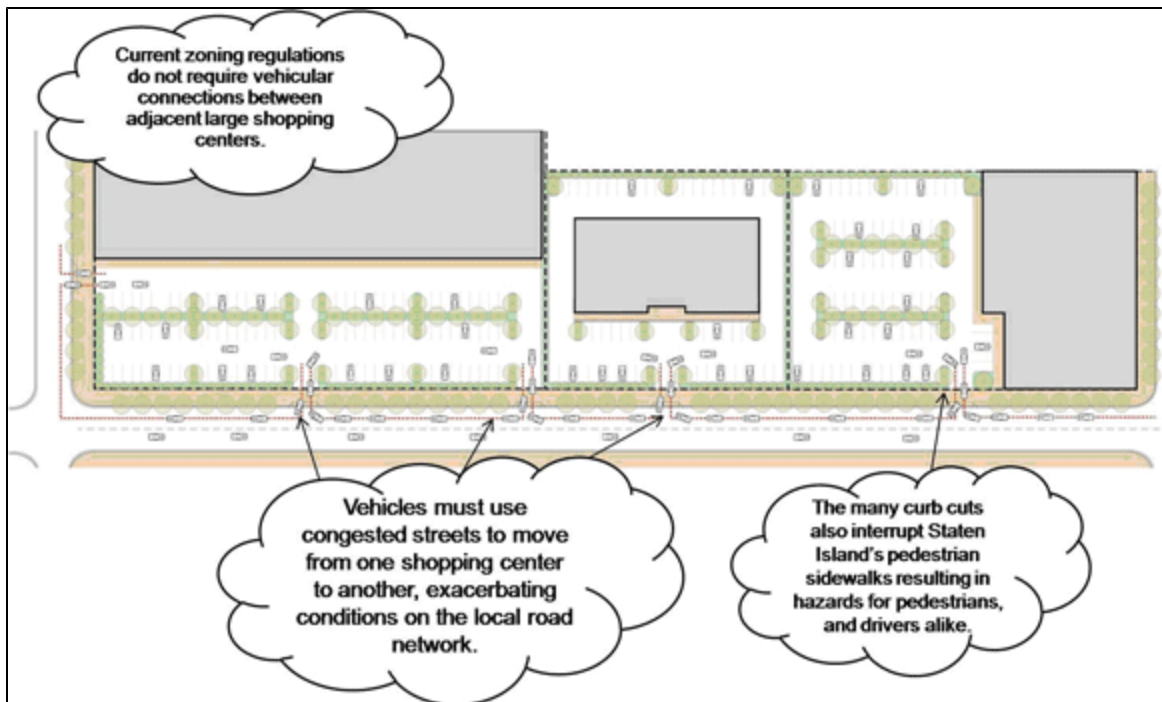 Current zoning regulations
do not require vehicular
connections between
adjacent large shopping
centers.
Vehicles must use
congested streets to move
from one shopping center
to another, exacerbating
conditions on the local road
network.
The many curb cuts
also interrupt Staten
Island's pedestrian
sidewalks resulting in
hazards for pedestrians,
and drivers alike.